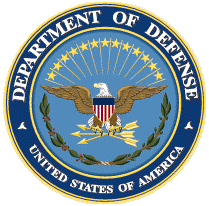 DEPARTMENT OF DEFENSE
UNITED STATES OF AMERICA